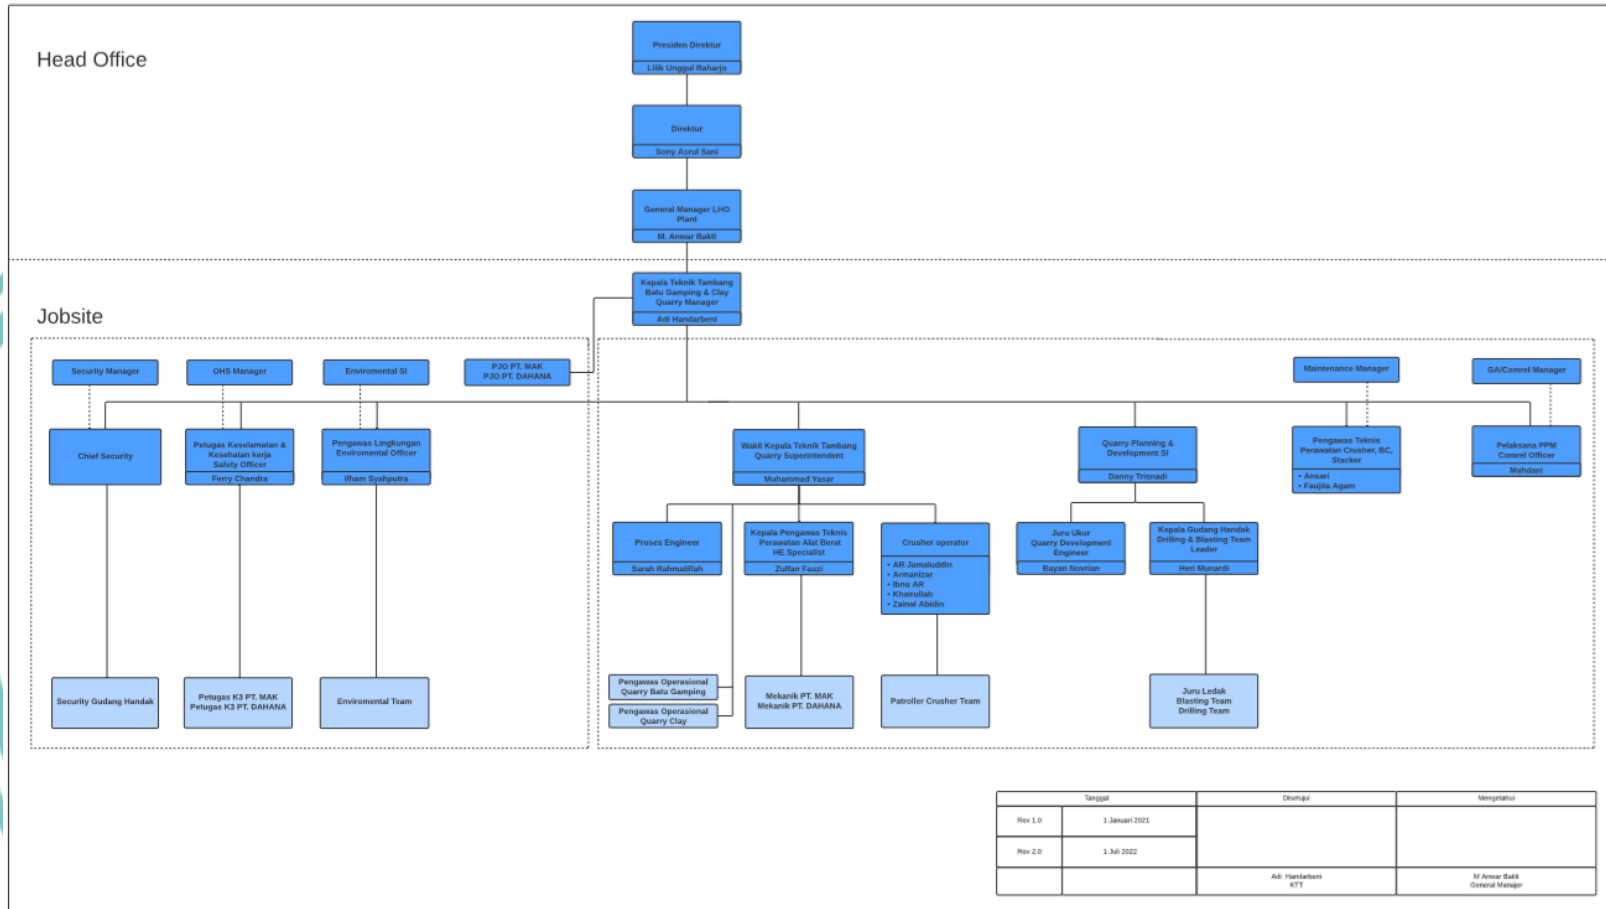 Head Office
Presiden Direktur
Lilik Unggul Raharjo
Direktur
Sony Asrul Sani
General Manager LHO
Plant
M. Anwar Bakti
Jobsite
Kepala Teknik Tambang
Batu Gamping & Clay
Quarry Manager
Adi Handarbeni
Security Manager
OHS Manager
Enviromental SI
PJO PT. MAK
PJO PT. DAHANA
Maintenance Manager
GA/Comrel Manager
Chief Security
Petugas Keselamatan &
Kesehatan kerja
Safety Officer
Ferry Chandra
Pengawas Lingkungan
Enviromental Officer
Ilham Syahputra
Wakil Kepala Teknik Tambang
Quarry Superintendent
Muhammad Yasar
Quarry Planning &
Development SI
Danny Trisnadi
Pengawas Teknis
Perawatan Crusher, BC,
Stacker
• Ansari
• Faujita Agam
Pelaksana PPM
Comrel Officer
Mahdani
Proses Engineer
Sarah Rahmatillah
Kepala Pengawas Teknis
Perawatan Alat Berat
HE Specialist
Zulfan Fauzi
Crusher operator
• AR Jamaluddin
• Armanizar
• Ibnu AR
• Khairullah
• Zainal Abidin
Juru Ukur
Quarry Development
Engineer
Bayan Novrian
Kepala Gudang Handak
Drilling & Blasting Team
Leader
Heri Munardi
Security Gudang Handak
Petugas K3 PT. MAK
Petugas K3 PT. DAHANA
Enviromental Team
Pengawas Operasional
Quarry Batu Gamping
Pengawas Operasional
Quarry Clay
Mekanik PT. MAK
Mekanik PT. DAHANA
Patroller Crusher Team
Juru Ledak
Blasting Team
Drilling Team
Tanggal
Disetujui
Mengetahui
Rev 1.0
1 Januari 2021
Rev 2.0
1 Juli 2022
Adi Handarbeni
KTT
M Anwar Bakti
General Manajer